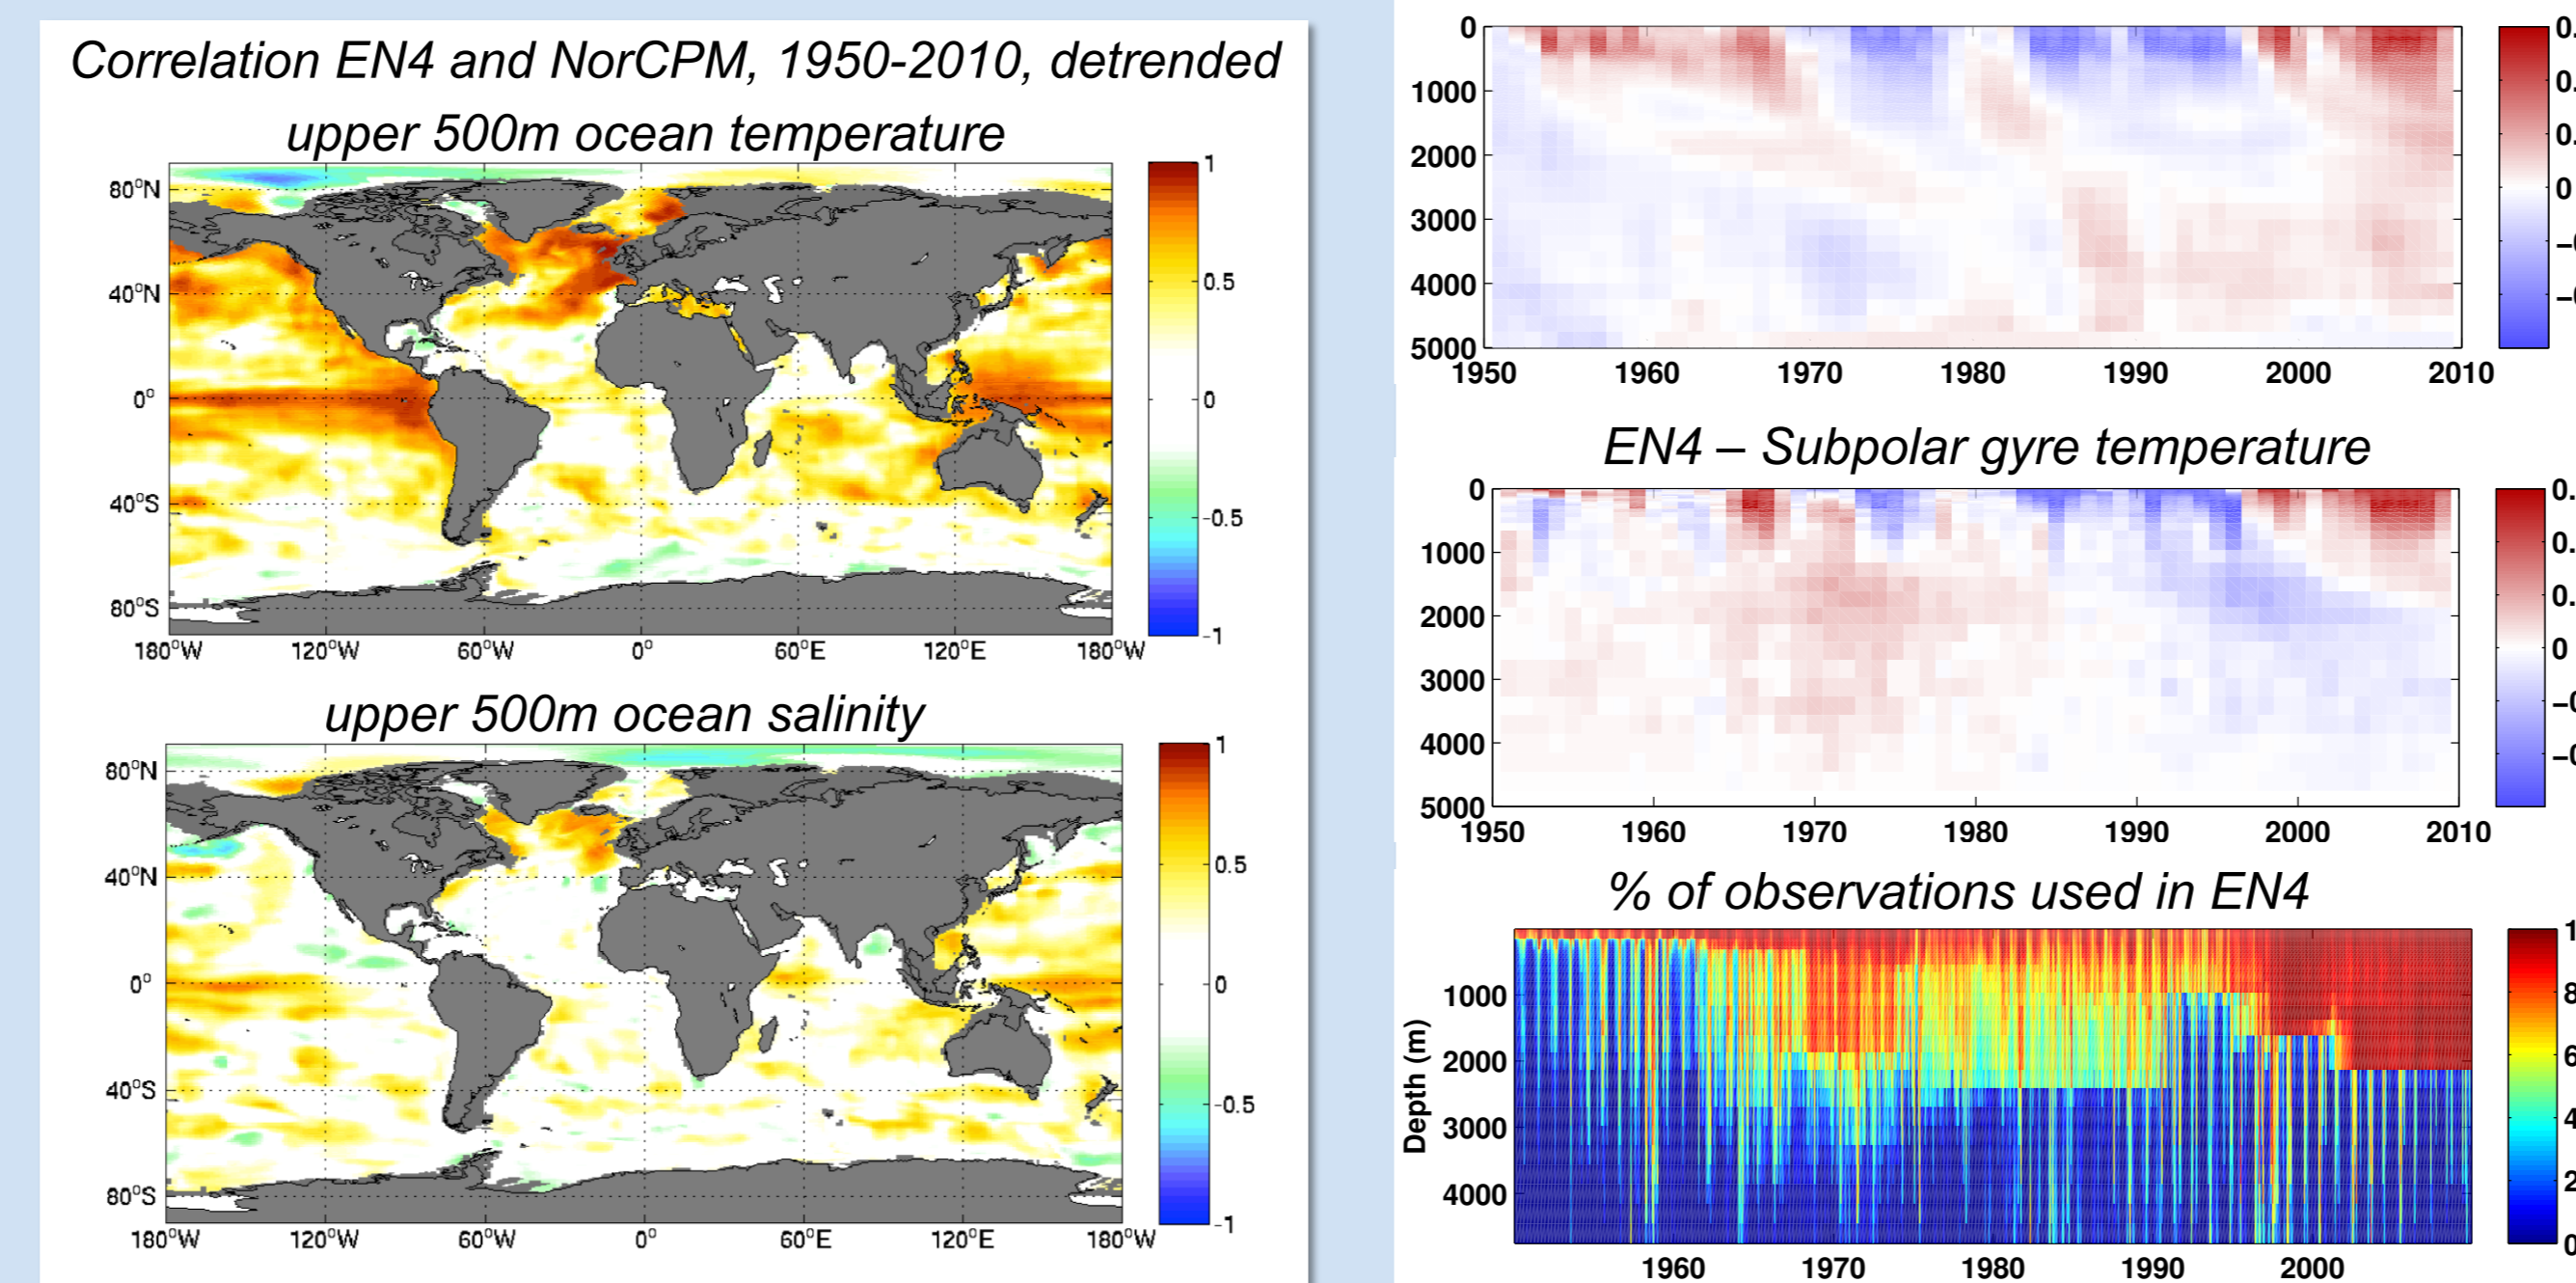 Correlation EN4 and NorCPM, 1950-2010, detrended
upper 500m ocean temperature
80°N
40°N
0°
40°S
80°S
180°W 120°W 60°W 0° 60°E 120°E 180°W
1
0.5
0
-0.5
-1
upper 500m ocean salinity
80°N
40°N
0°
40°S
80°S
180°W 120°W 60°W 0° 60°E 120°E 180°W
1
0.5
0
-0.5
-1
0
1000
2000
3000
4000
5000
1950 1960 1970 1980 1990 2000 2010
0
EN4 – Subpolar gyre temperature
0
1000
2000
3000
4000
5000
1950 1960 1970 1980 1990 2000 2010
0
% of observations used in EN4
Depth (m)
1000
2000
3000
4000
1960 1970 1980 1990 2000